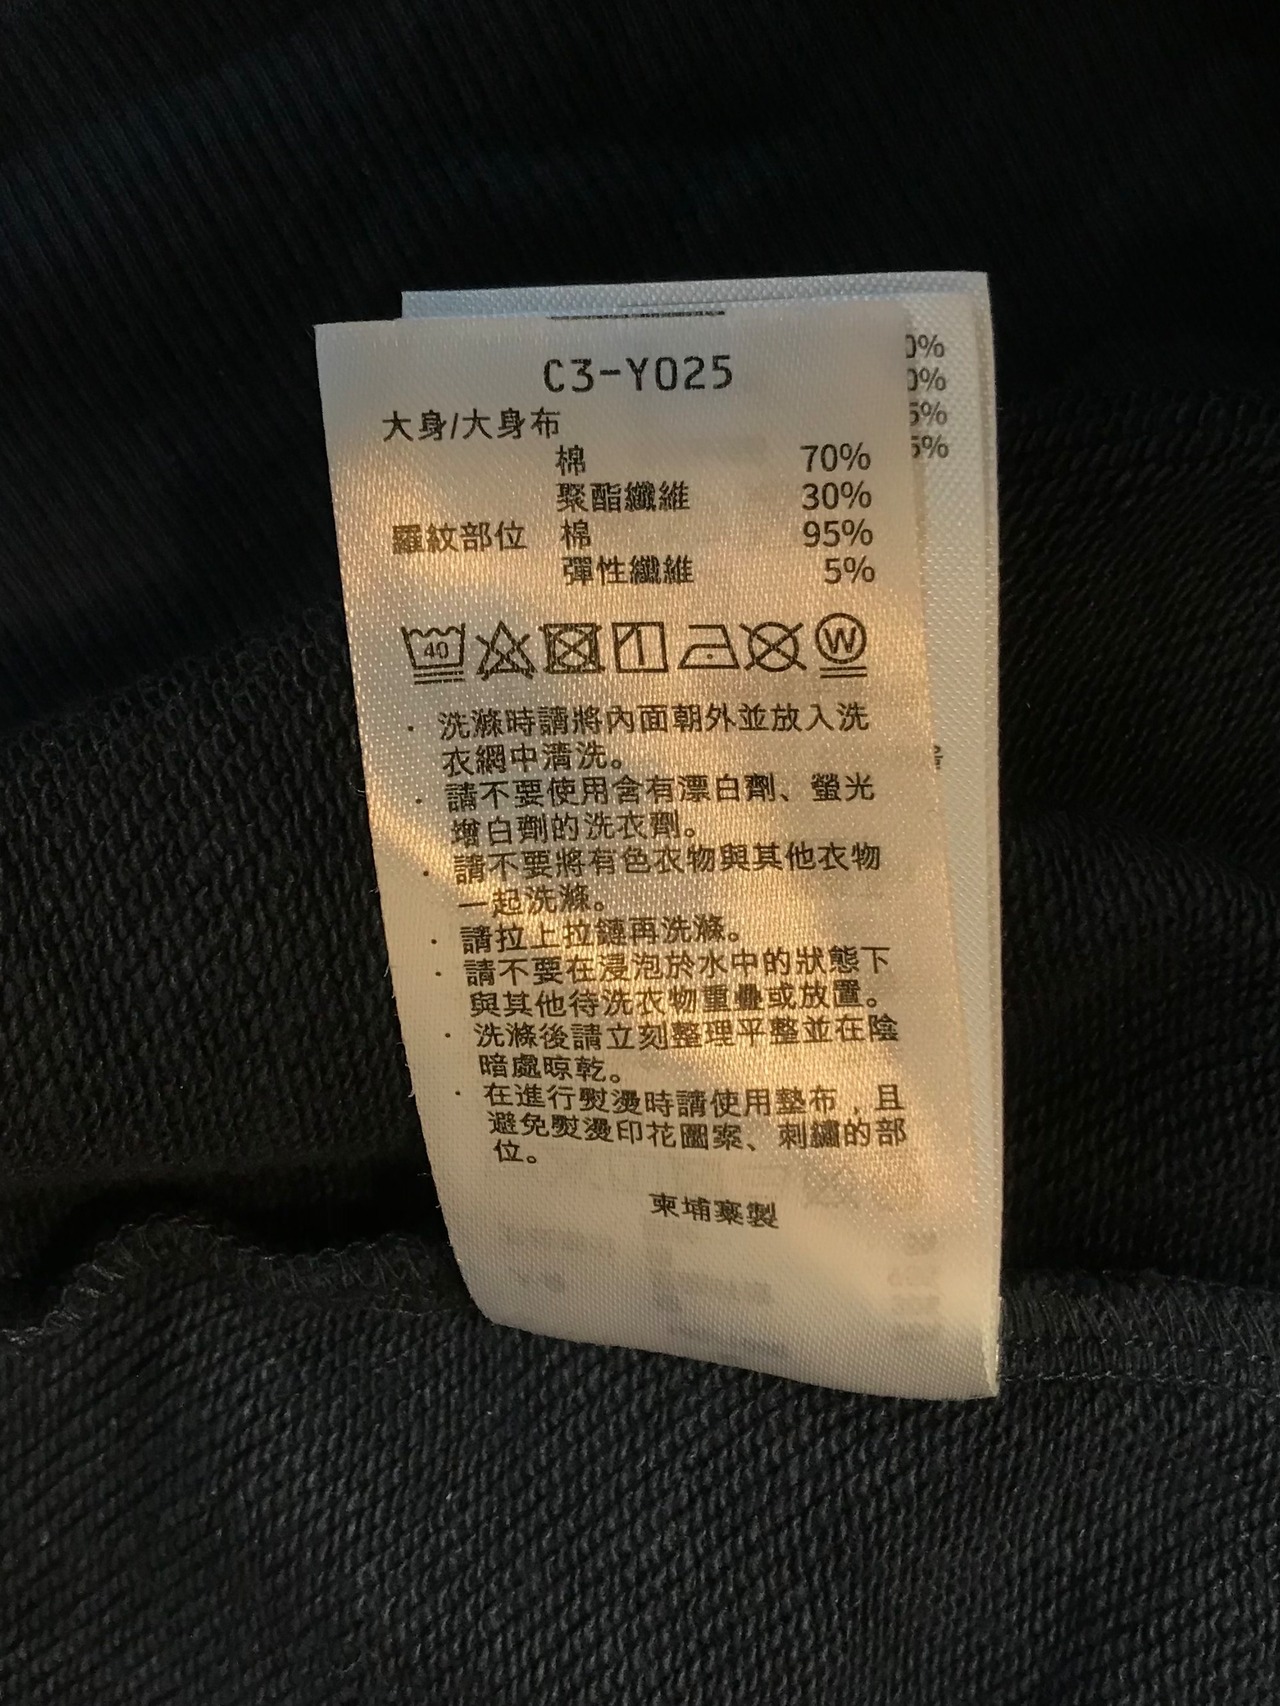 C3-Y025
大身/大身布
棉 70%
聚酯纖維 30%
羅紋部位 棉 95%
彈性纖維 5%
40 W
· 洗滌時請將內面朝外並放入洗
衣網中清洗。
· 請不要使用含有漂白劑、螢光
增白劑的洗衣劑。
· 請不要將有色衣物與其他衣物
一起洗滌。
· 請拉上拉鏈再洗滌。
· 請不要在浸泡於水中的狀態下
與其他待洗衣物重疊或放置。
· 洗滌後請立刻整理平整並在陰
暗處晾乾。
· 在進行熨燙時請使用墊布，且
避免熨燙印花圖案、刺繡的部
位。
柬埔寨製
0%
0%
5%
5%